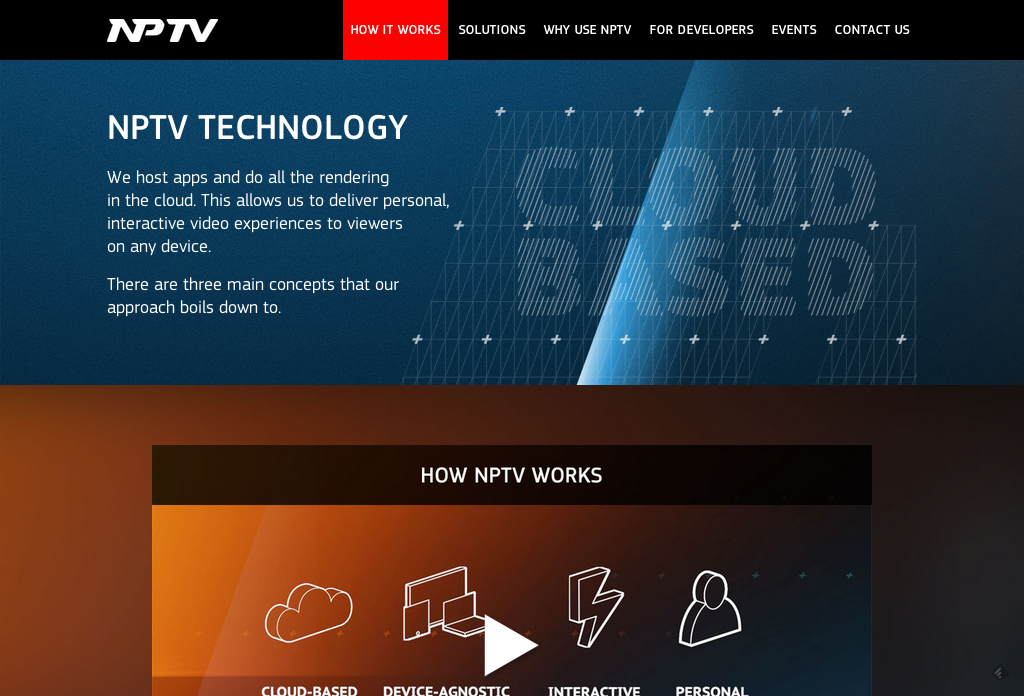 NPTV
HOW IT WORKS SOLUTIONS WHY USE NPTV FOR DEVELOPERS EVENTS CONTACT US
NPTV TECHNOLOGY
We host apps and do all the rendering
in the cloud. This allows us to deliver personal,
interactive video experiences to viewers
on any device.
There are three main concepts that our
approach boils down to.
CLOUD
BASED
HOW NPTV WORKS
CLOUD-BASED DEVICE-AGNOSTIC INTERACTIVE PERSONAL